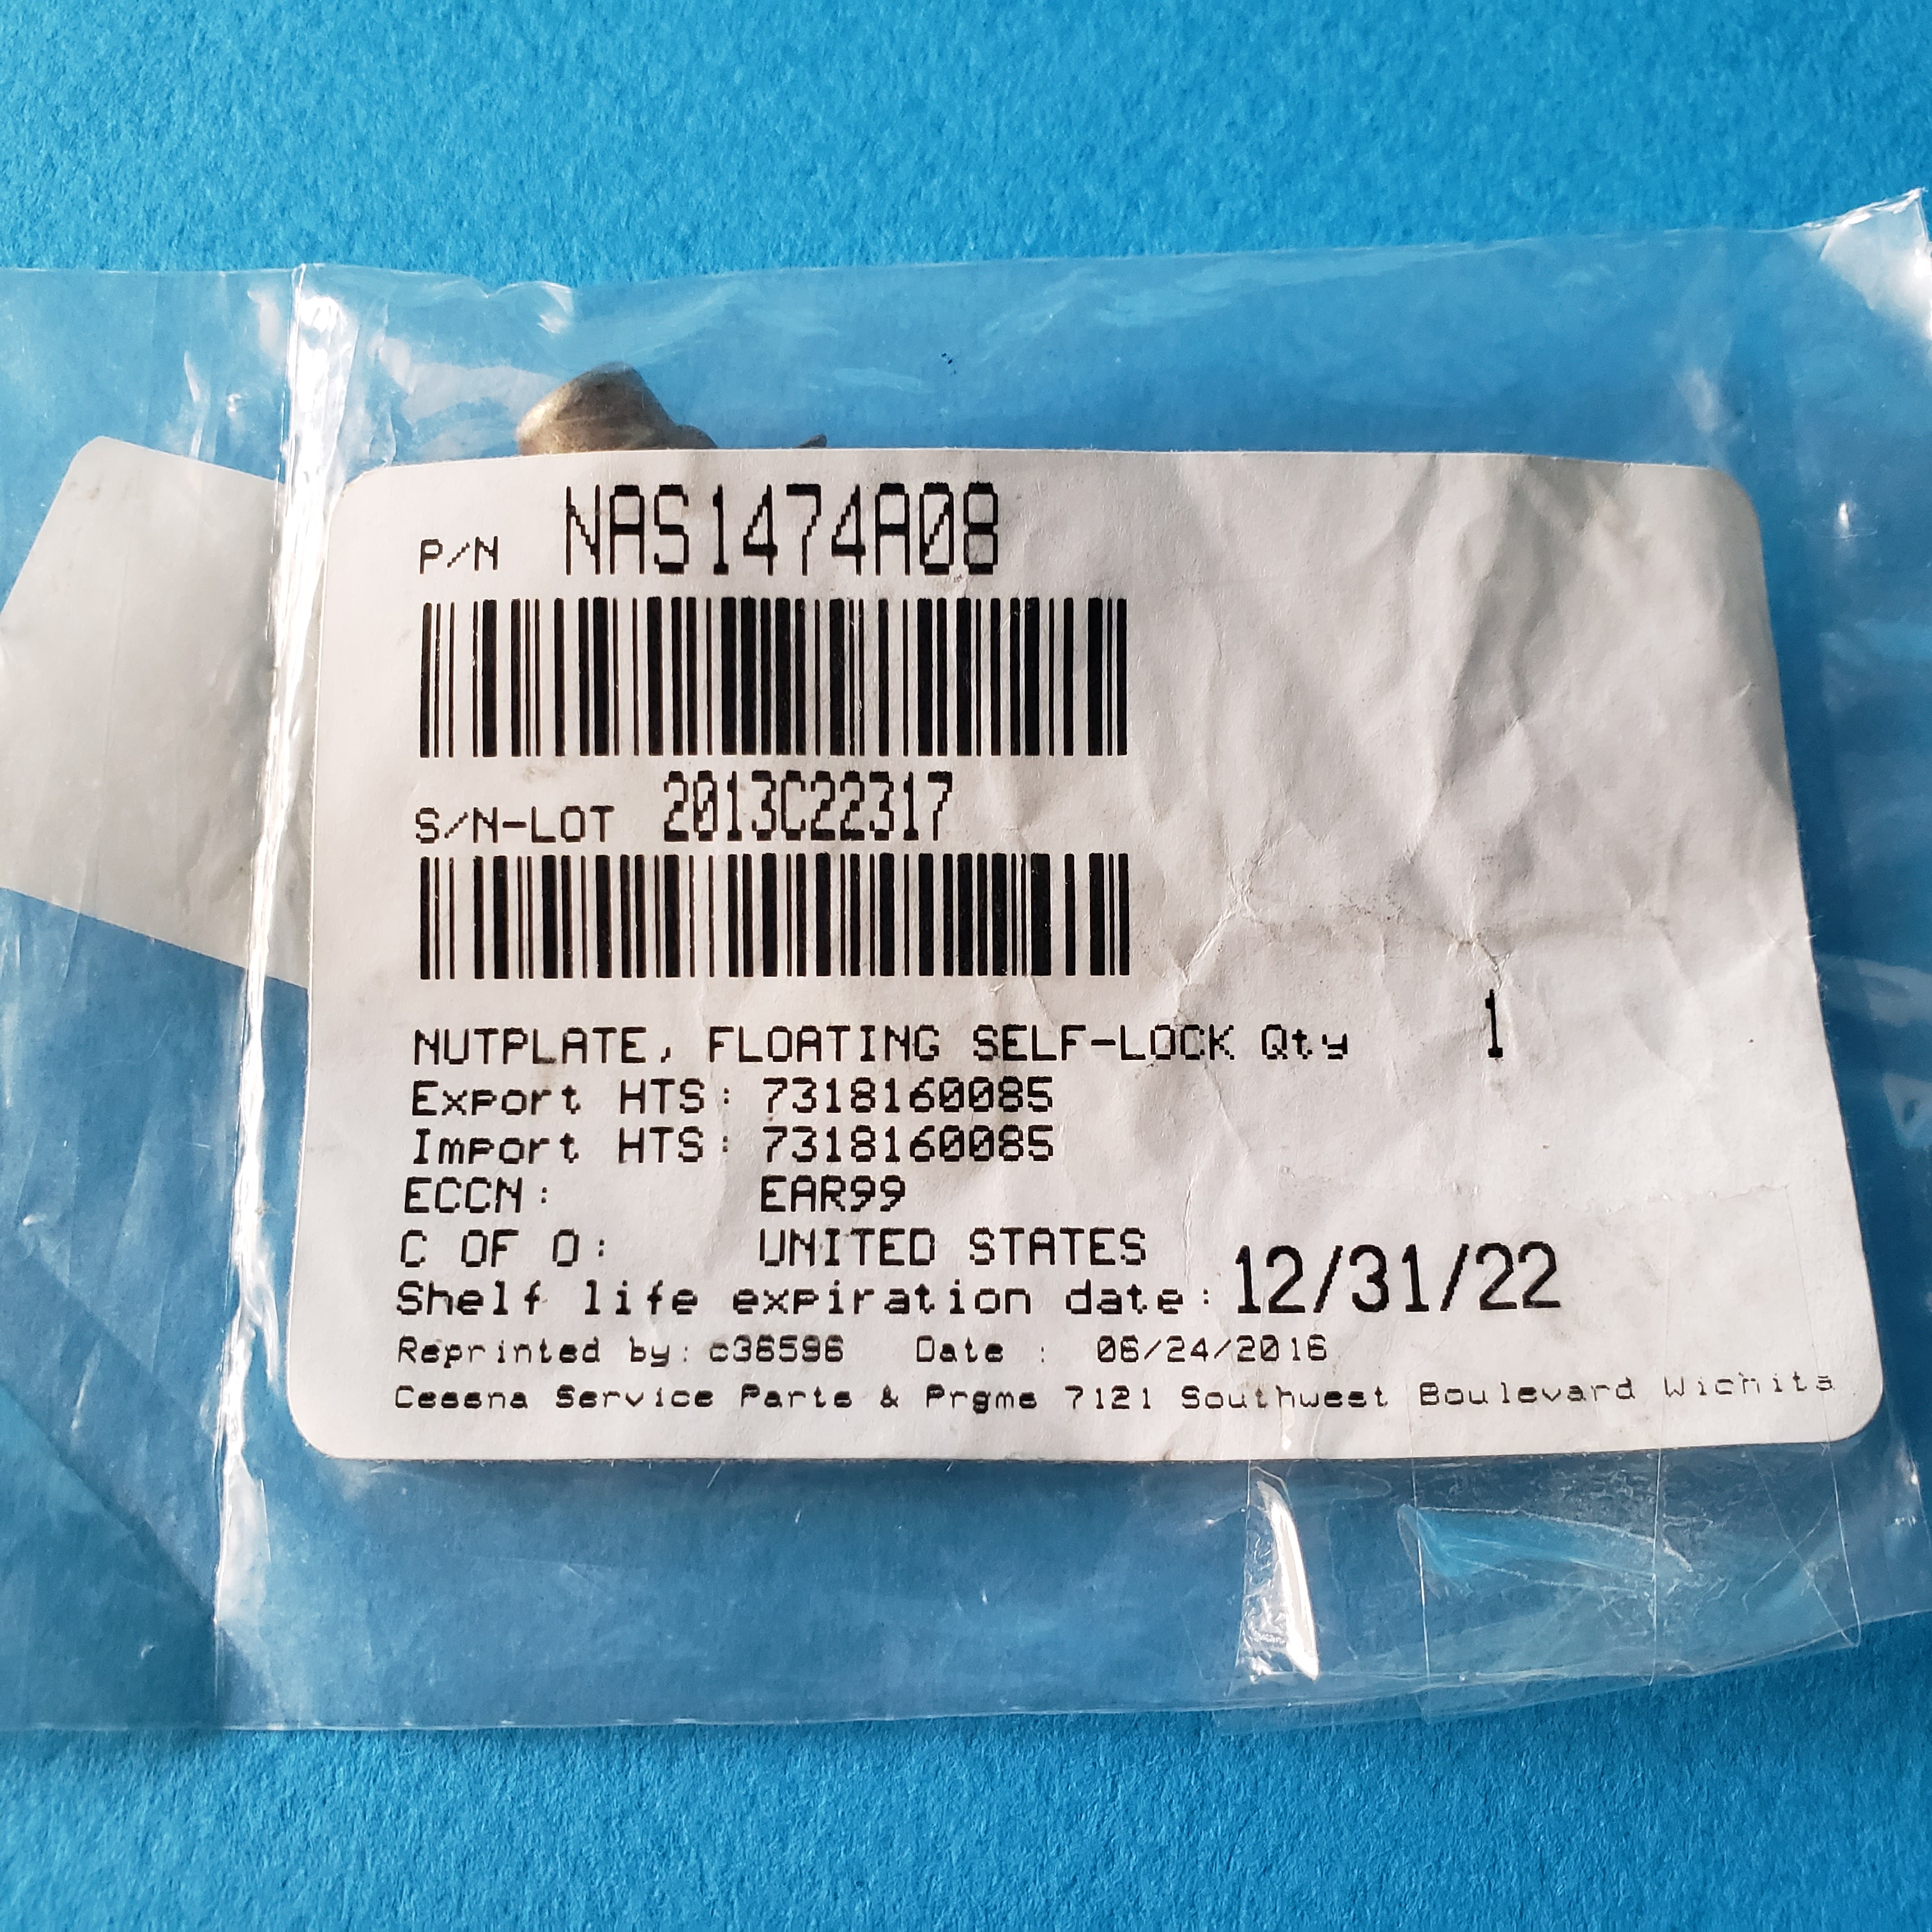 P/N NAS1474A08
S/N-LOT 2013C22317
NUTPLATE, FLOATING SELF-LOCK Qty 1
Export HTS: 7318160085
Import HTS: 7318160085
ECCN: EAR99
C OF O: UNITED STATES
Shelf life expiration date: 12/31/22
Reprinted by: c36596 Date : 06/24/2016
Cessna Service Parts & Prgms 7121 Southwest Boulevard Wichita